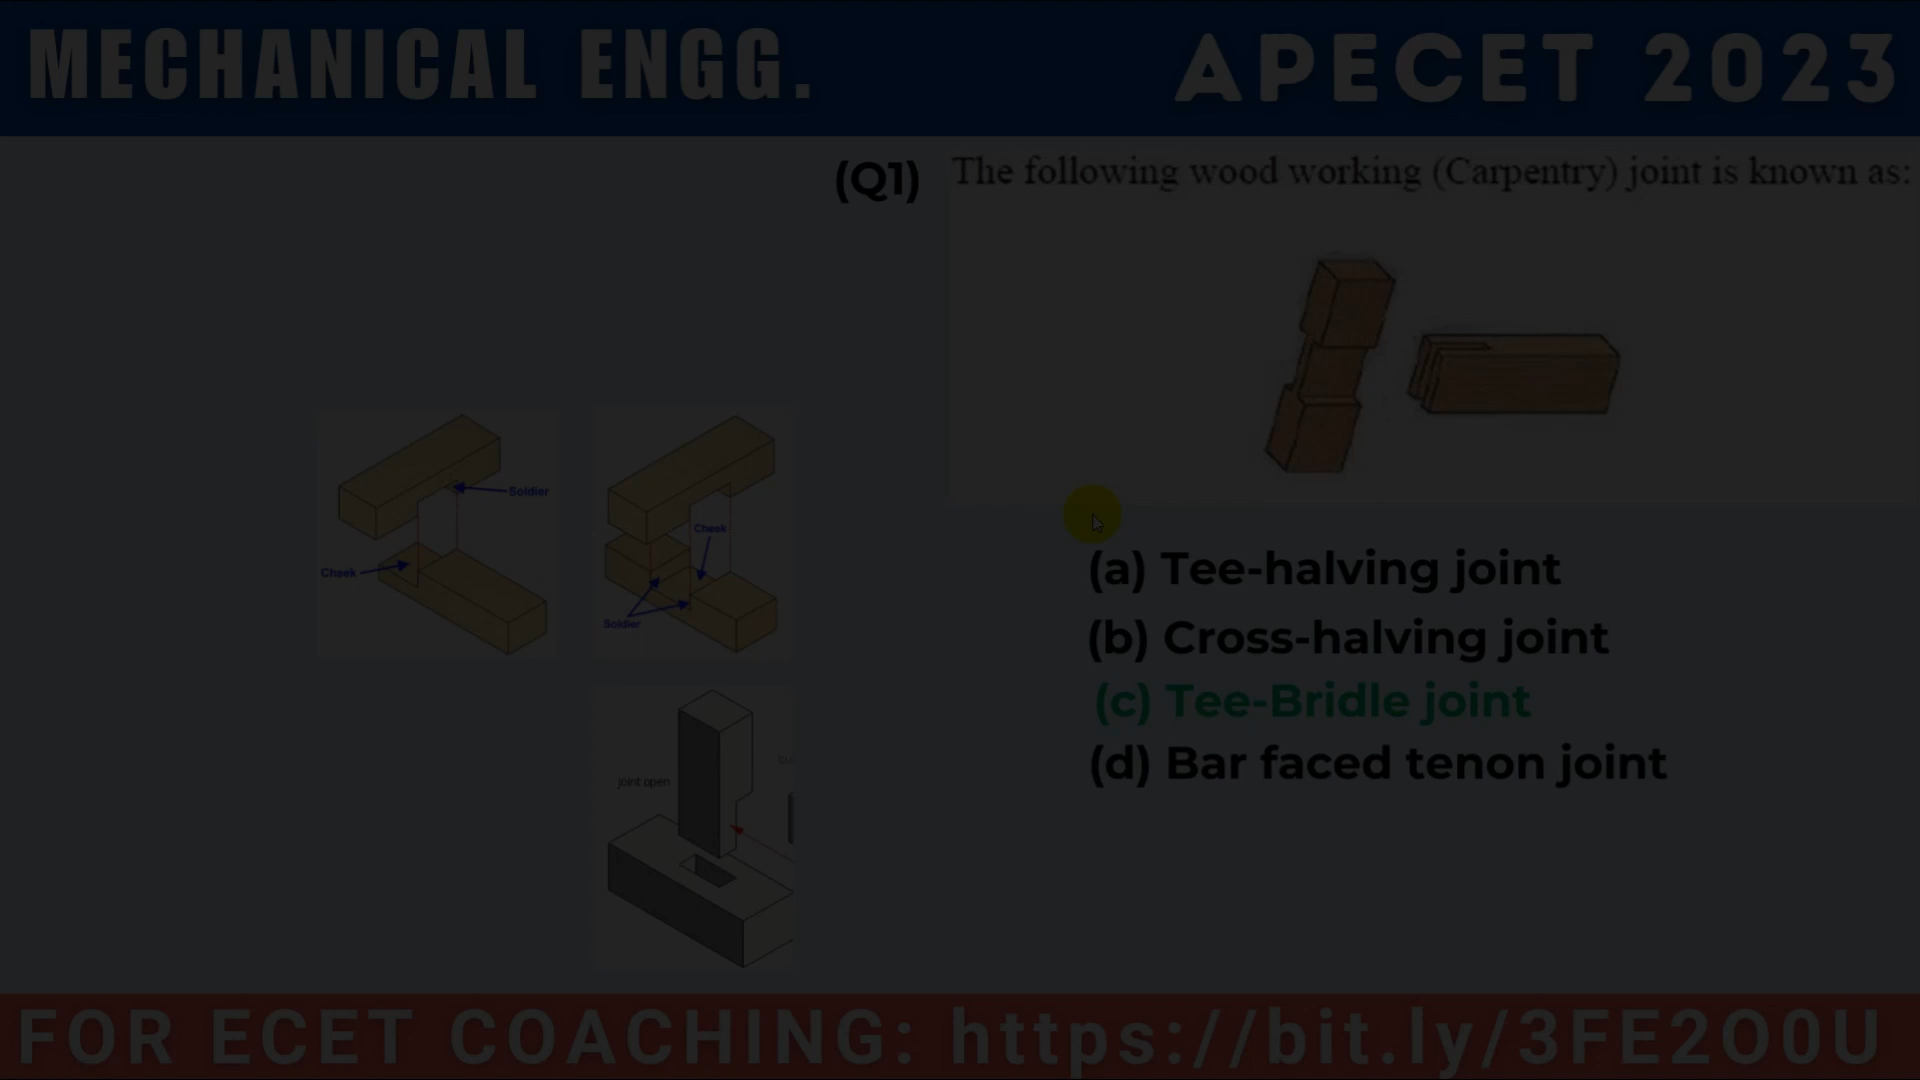 MECHANICAL ENGG.
APECET 2023
(Q1) The following wood working (Carpentry) joint is known as:
Soldier
Cheek
Cheek
Soldier
joint open
(a) Tee-halving joint
(b) Cross-halving joint
(c) Tee-Bridle joint
(d) Bar faced tenon joint
FOR ECET COACHING: https://bit.ly/3FE2O0U